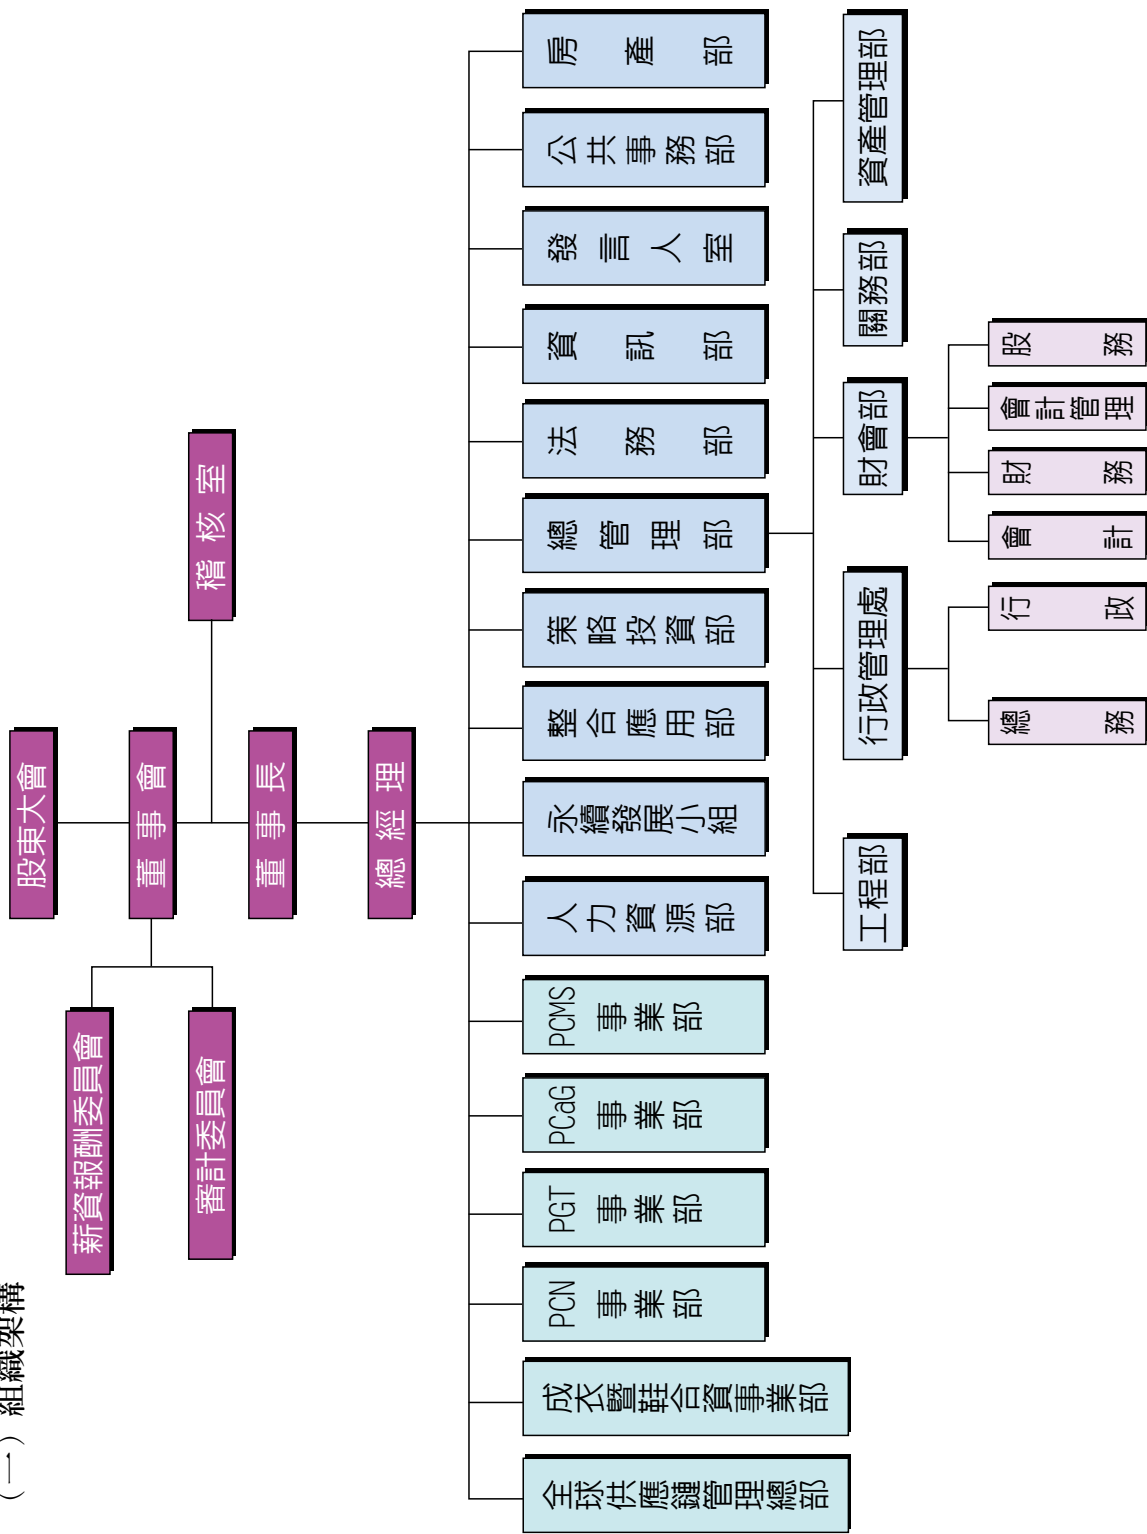 （一）組織架構
股東大會
董事會
薪資報酬委員會
審計委員會
稽核室
董事長
總經理
全球供應鏈管理總部
成衣暨鞋合資事業部
PCN 事業部
PGT 事業部
PCaG 事業部
PCMS 事業部
人力資源部
永續發展小組
整合應用部
策略投資部
總管理部
法務部
資訊部
發言人室
公共事務部
房產部
工程部
行政管理處
財會部
關務部
資產管理部
總務
行政
會計
財務
會計管理
股務